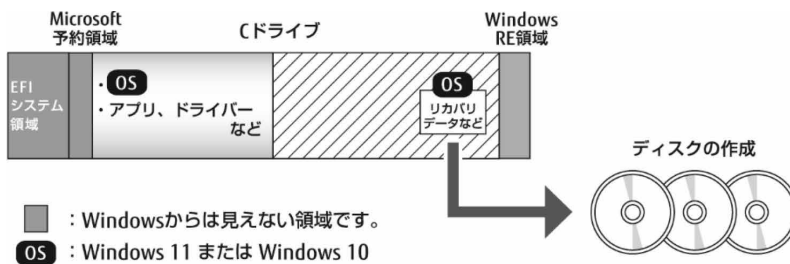 Microsoft
予約領域
Cドライブ
Windows
RE領域
EFI
システム
領域
・OS
・アプリ、ドライバー
など
OS
リカバリ
データなど
ディスクの作成
：Windowsからは見えない領域です。
OS：Windows 11 または Windows 10